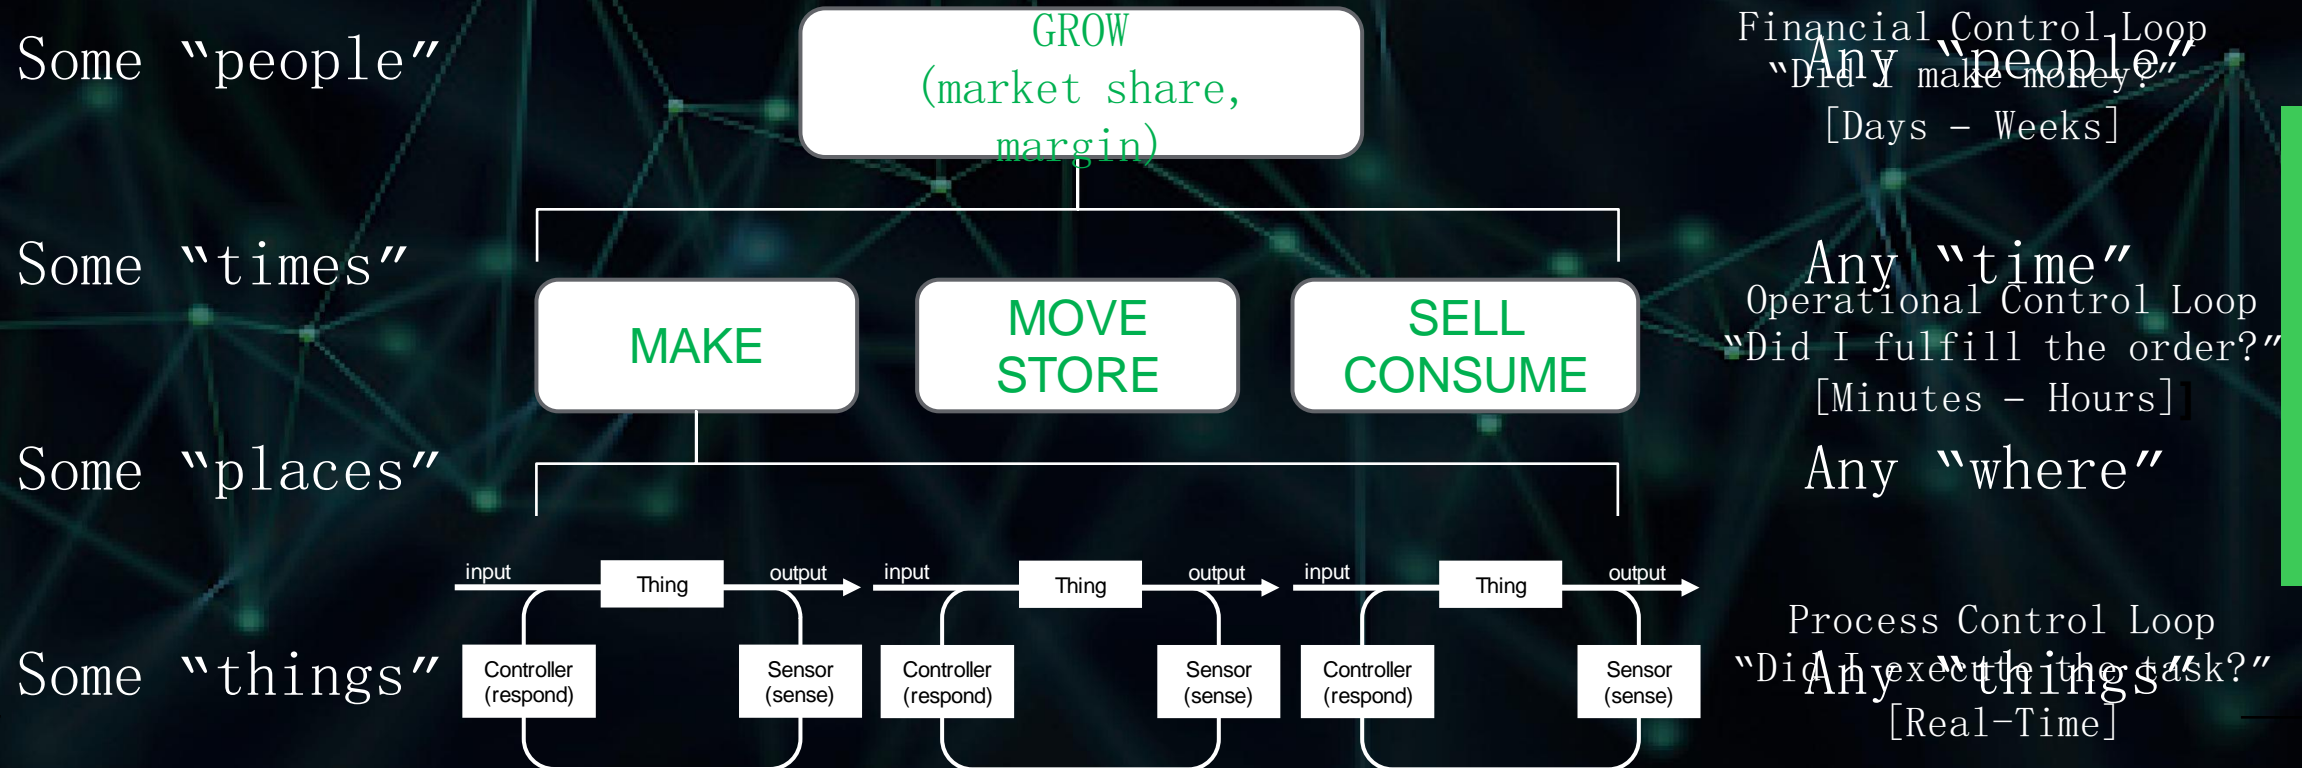 Some “people”
Some “times”
Some “places”
Some “things”
GROW
(market share,
margin)
MAKE
MOVE
STORE
SELL
CONSUME
input
Thing
output
Controller
(respond)
Sensor
(sense)
input
Thing
output
Controller
(respond)
Sensor
(sense)
input
Thing
output
Controller
(respond)
Sensor
(sense)
Financial Control Loop
“Did I make money?”
[Days – Weeks]
Any “people”
Any “time”
Operational Control Loop
“Did I fulfill the order?”
[Minutes – Hours]]
Any “where”
Process Control Loop
“Did I execute the task?”
[Real-Time]
Any “things”